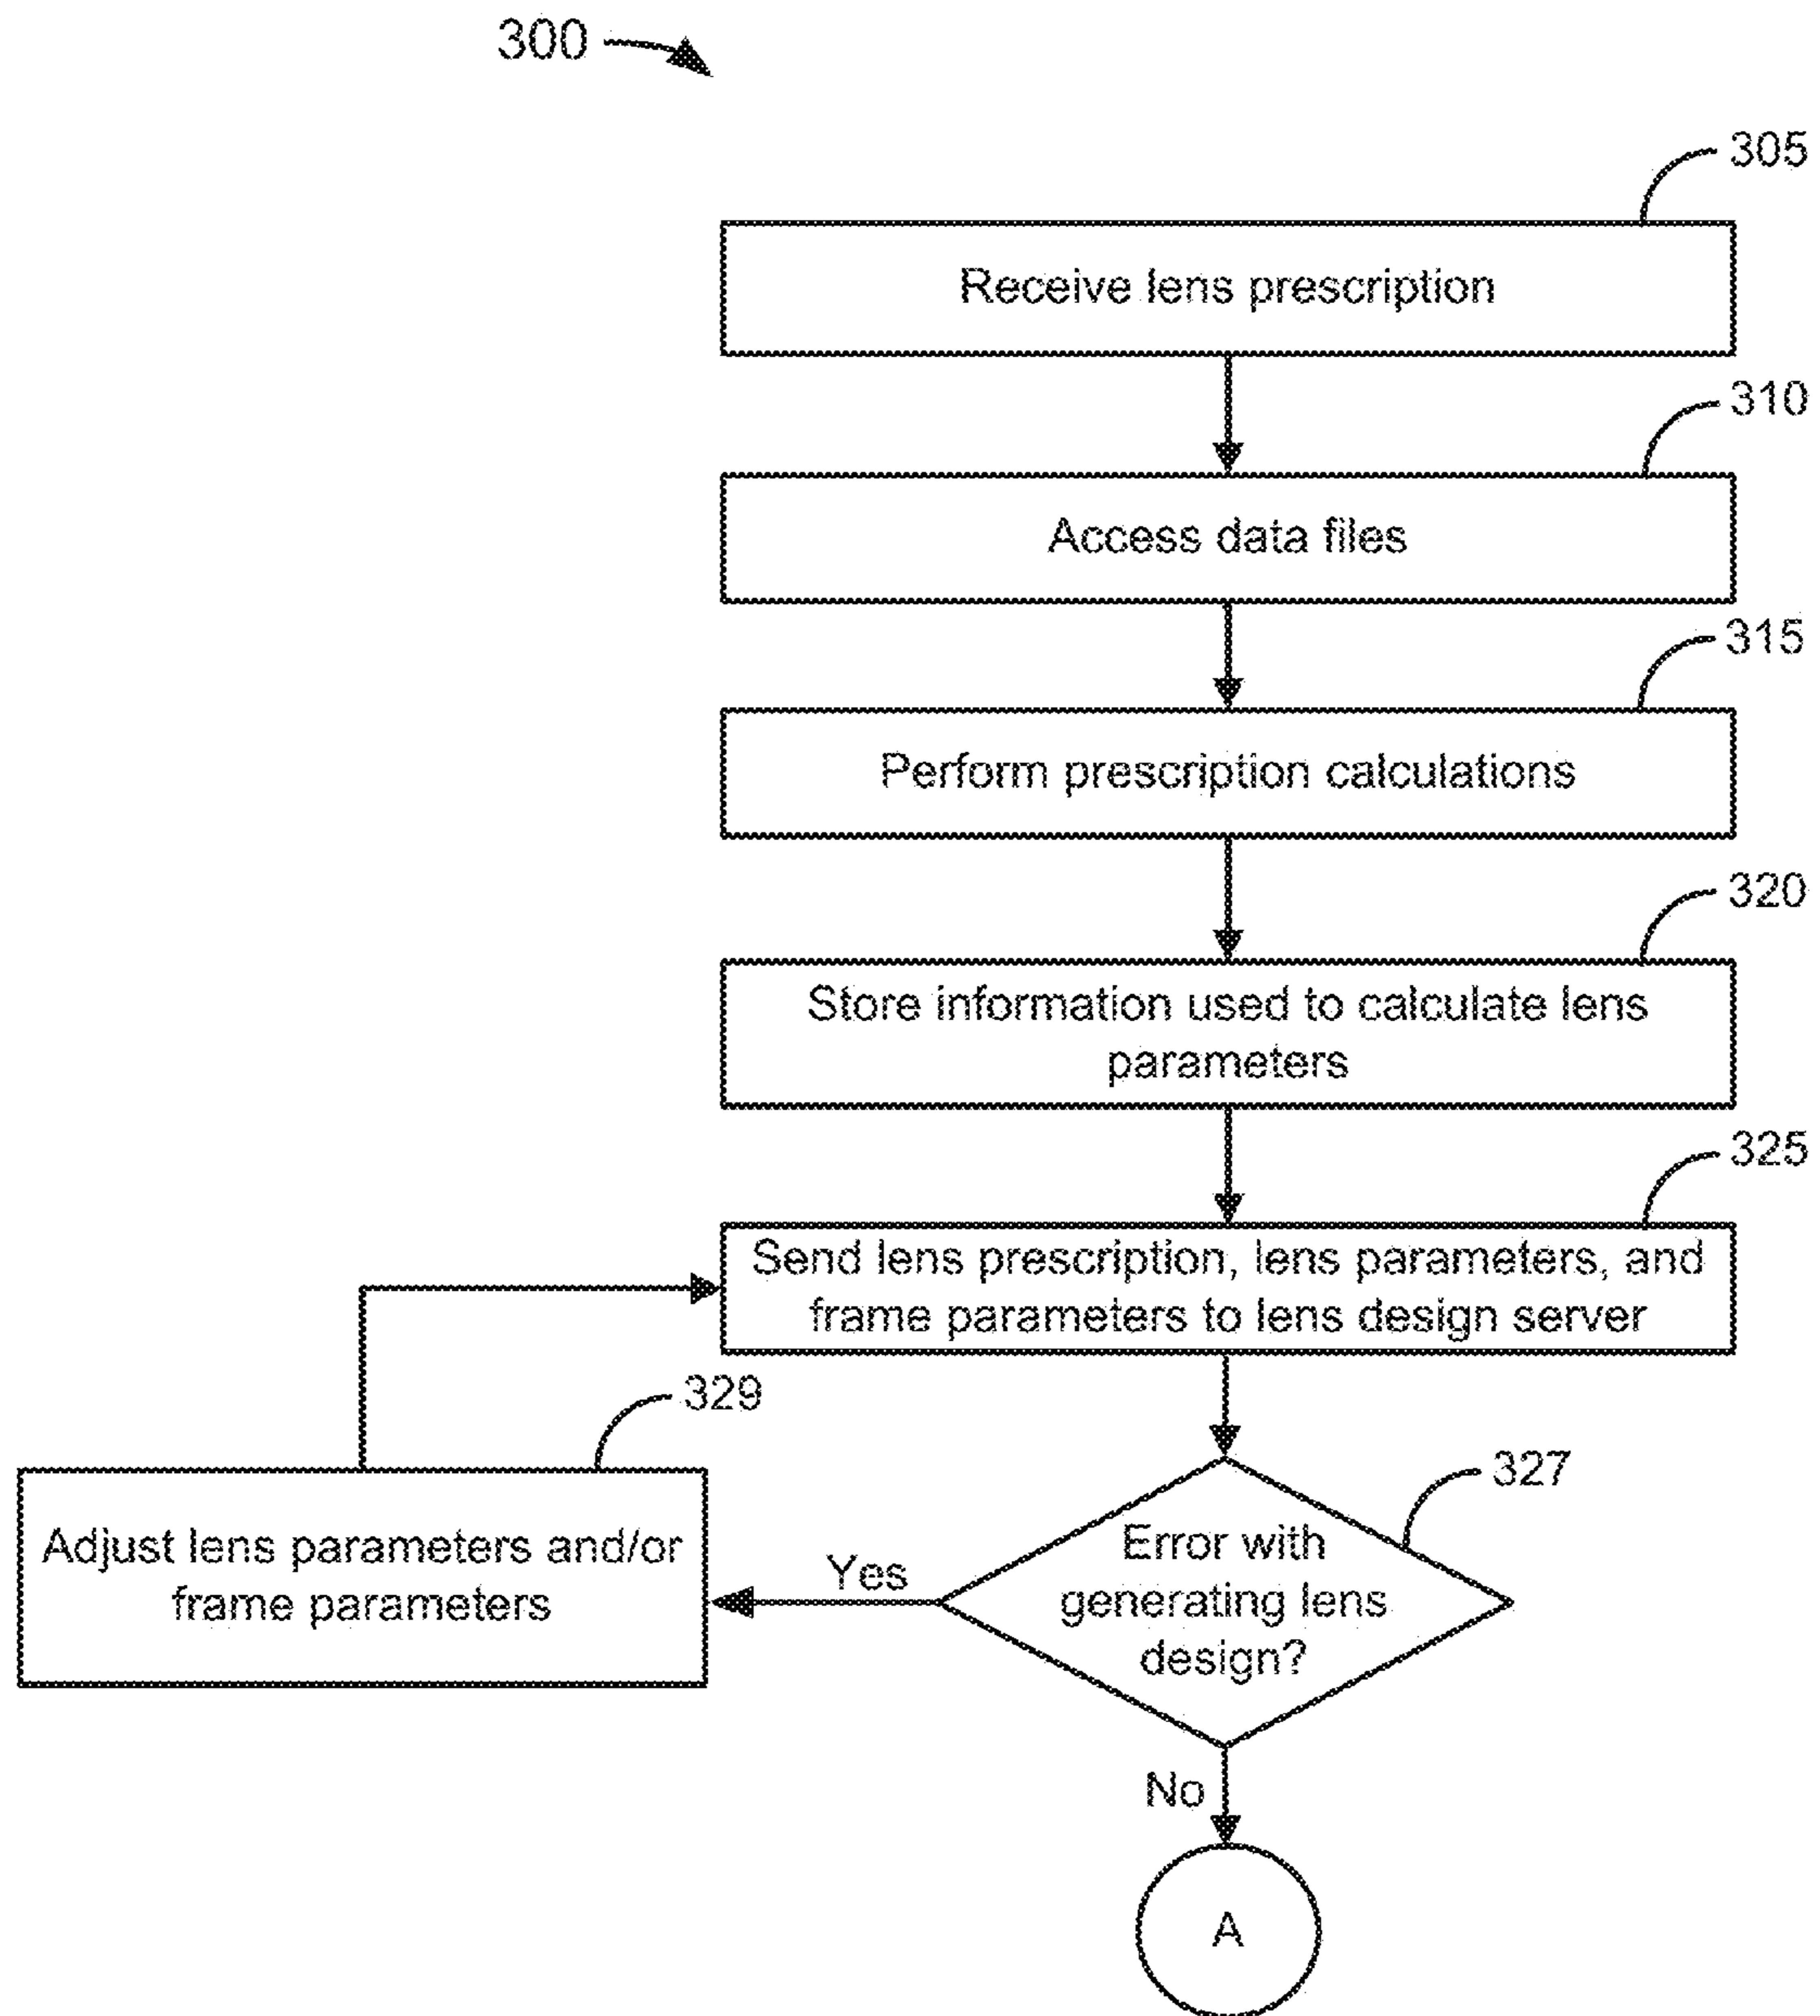 300
305
Receive lens prescription
310
Access data files
315
Perform prescription calculations
320
Store information used to calculate lens
parameters
325
Send lens prescription, lens parameters, and
frame parameters to lens design server
329
327
Adjust lens parameters and/or
frame parameters
Yes
Error with
generating lens
design?
No
A